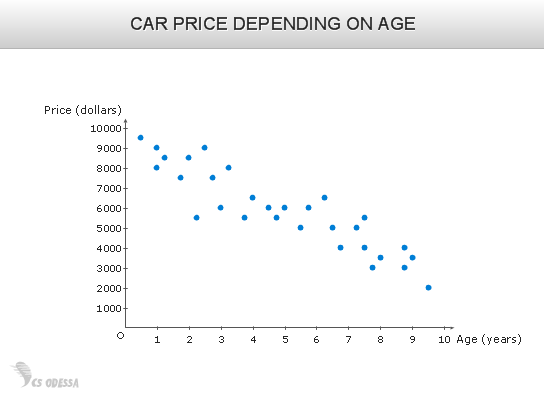 CAR PRICE DEPENDING ON AGE
Price (dollars)
10000
9000
8000
7000
6000
5000
4000
3000
2000
1000
O
1 2 3 4 5 6 7 8 9 10 Age (years)
CS ODESSA